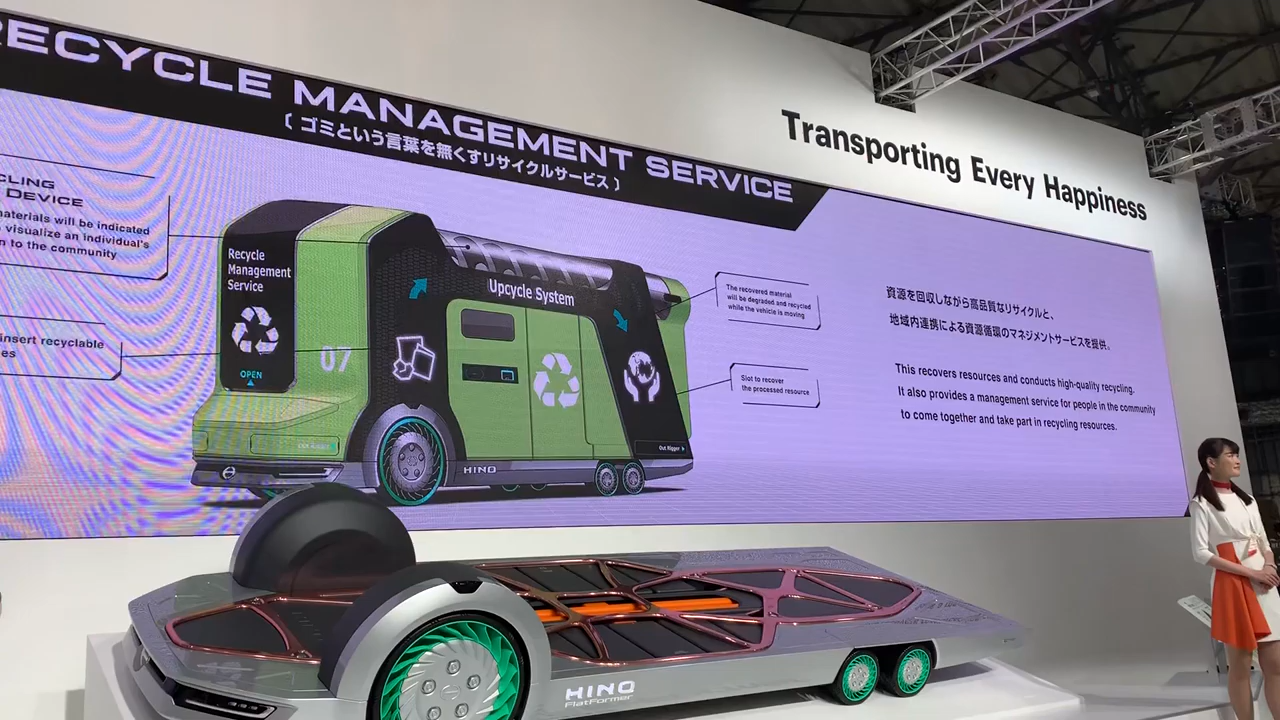 RECYCLE MANAGEMENT SERVICE
〔 ゴミという言葉を無くすリサイクルサービス 〕
Transporting Every Happiness
CLING
DEVICE
materials will be indicated
visualize an individual's
n to the community
insert recyclable
es
Recycle
Management
Service
OPEN
07
Upcycle System
HINO
Out Rigger
The recovered material
will be degraded and recycled
while the vehicle is moving
Slot to recover
the processed resource
資源を回収しながら高品質なリサイクルと、
地域内連携による資源循環のマネジメントサービスを提供。
This recovers resources and conducts high-quality recycling.
It also provides a management service for people in the community
to come together and take part in recycling resources.
HINO
FlatFormer